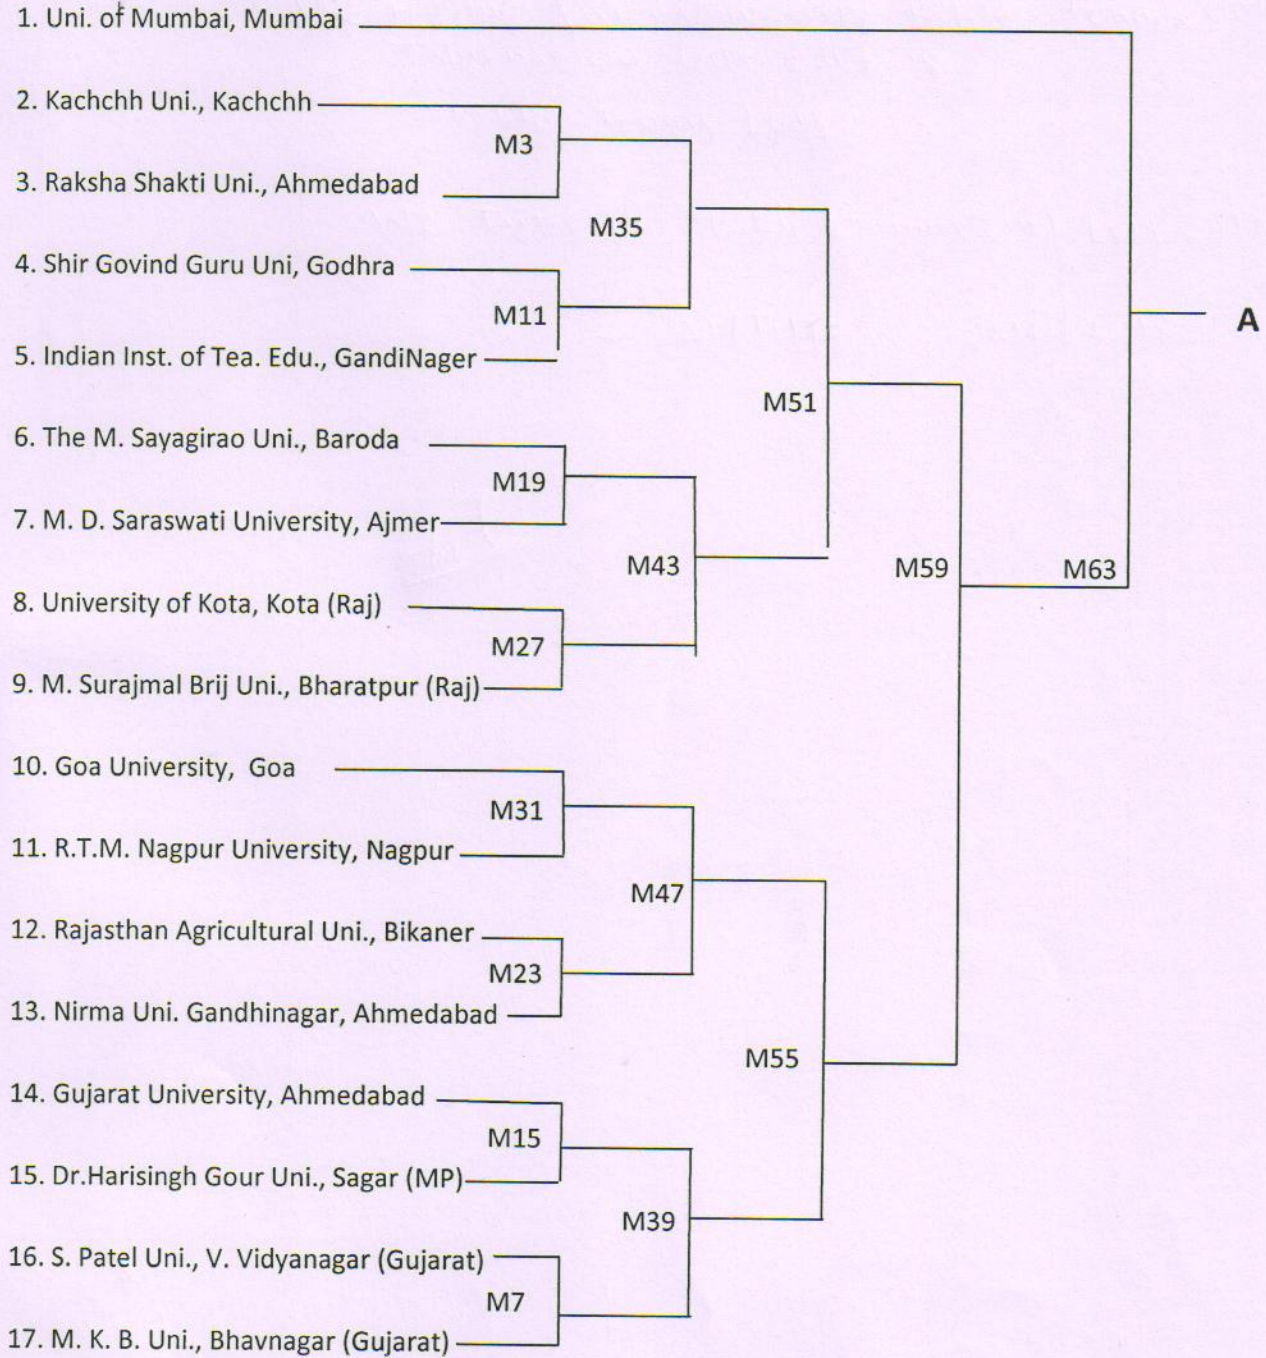 1. Uni. of Mumbai, Mumbai
2. Kachchh Uni., Kachchh
M3
3. Raksha Shakti Uni., Ahmedabad
M35
4. Shir Govind Guru Uni, Godhra
M11
A
5. Indian Inst. of Tea. Edu., GandiNager
M51
6. The M. Sayagirao Uni., Baroda
M19
7. M. D. Saraswati University, Ajmer
M43
M59
M63
8. University of Kota, Kota (Raj)
M27
9. M. Surajmal Brij Uni., Bharatpur (Raj)
10. Goa University, Goa
M31
11. R.T.M. Nagpur University, Nagpur
M47
12. Rajasthan Agricultural Uni., Bikaner
M23
13. Nirma Uni. Gandhinagar, Ahmedabad
M55
14. Gujarat University, Ahmedabad
M15
15. Dr.Harisingh Gour Uni., Sagar (MP)
M39
16. S. Patel Uni., V. Vidyanagar (Gujarat)
M7
17. M. K. B. Uni., Bhavnagar (Gujarat)